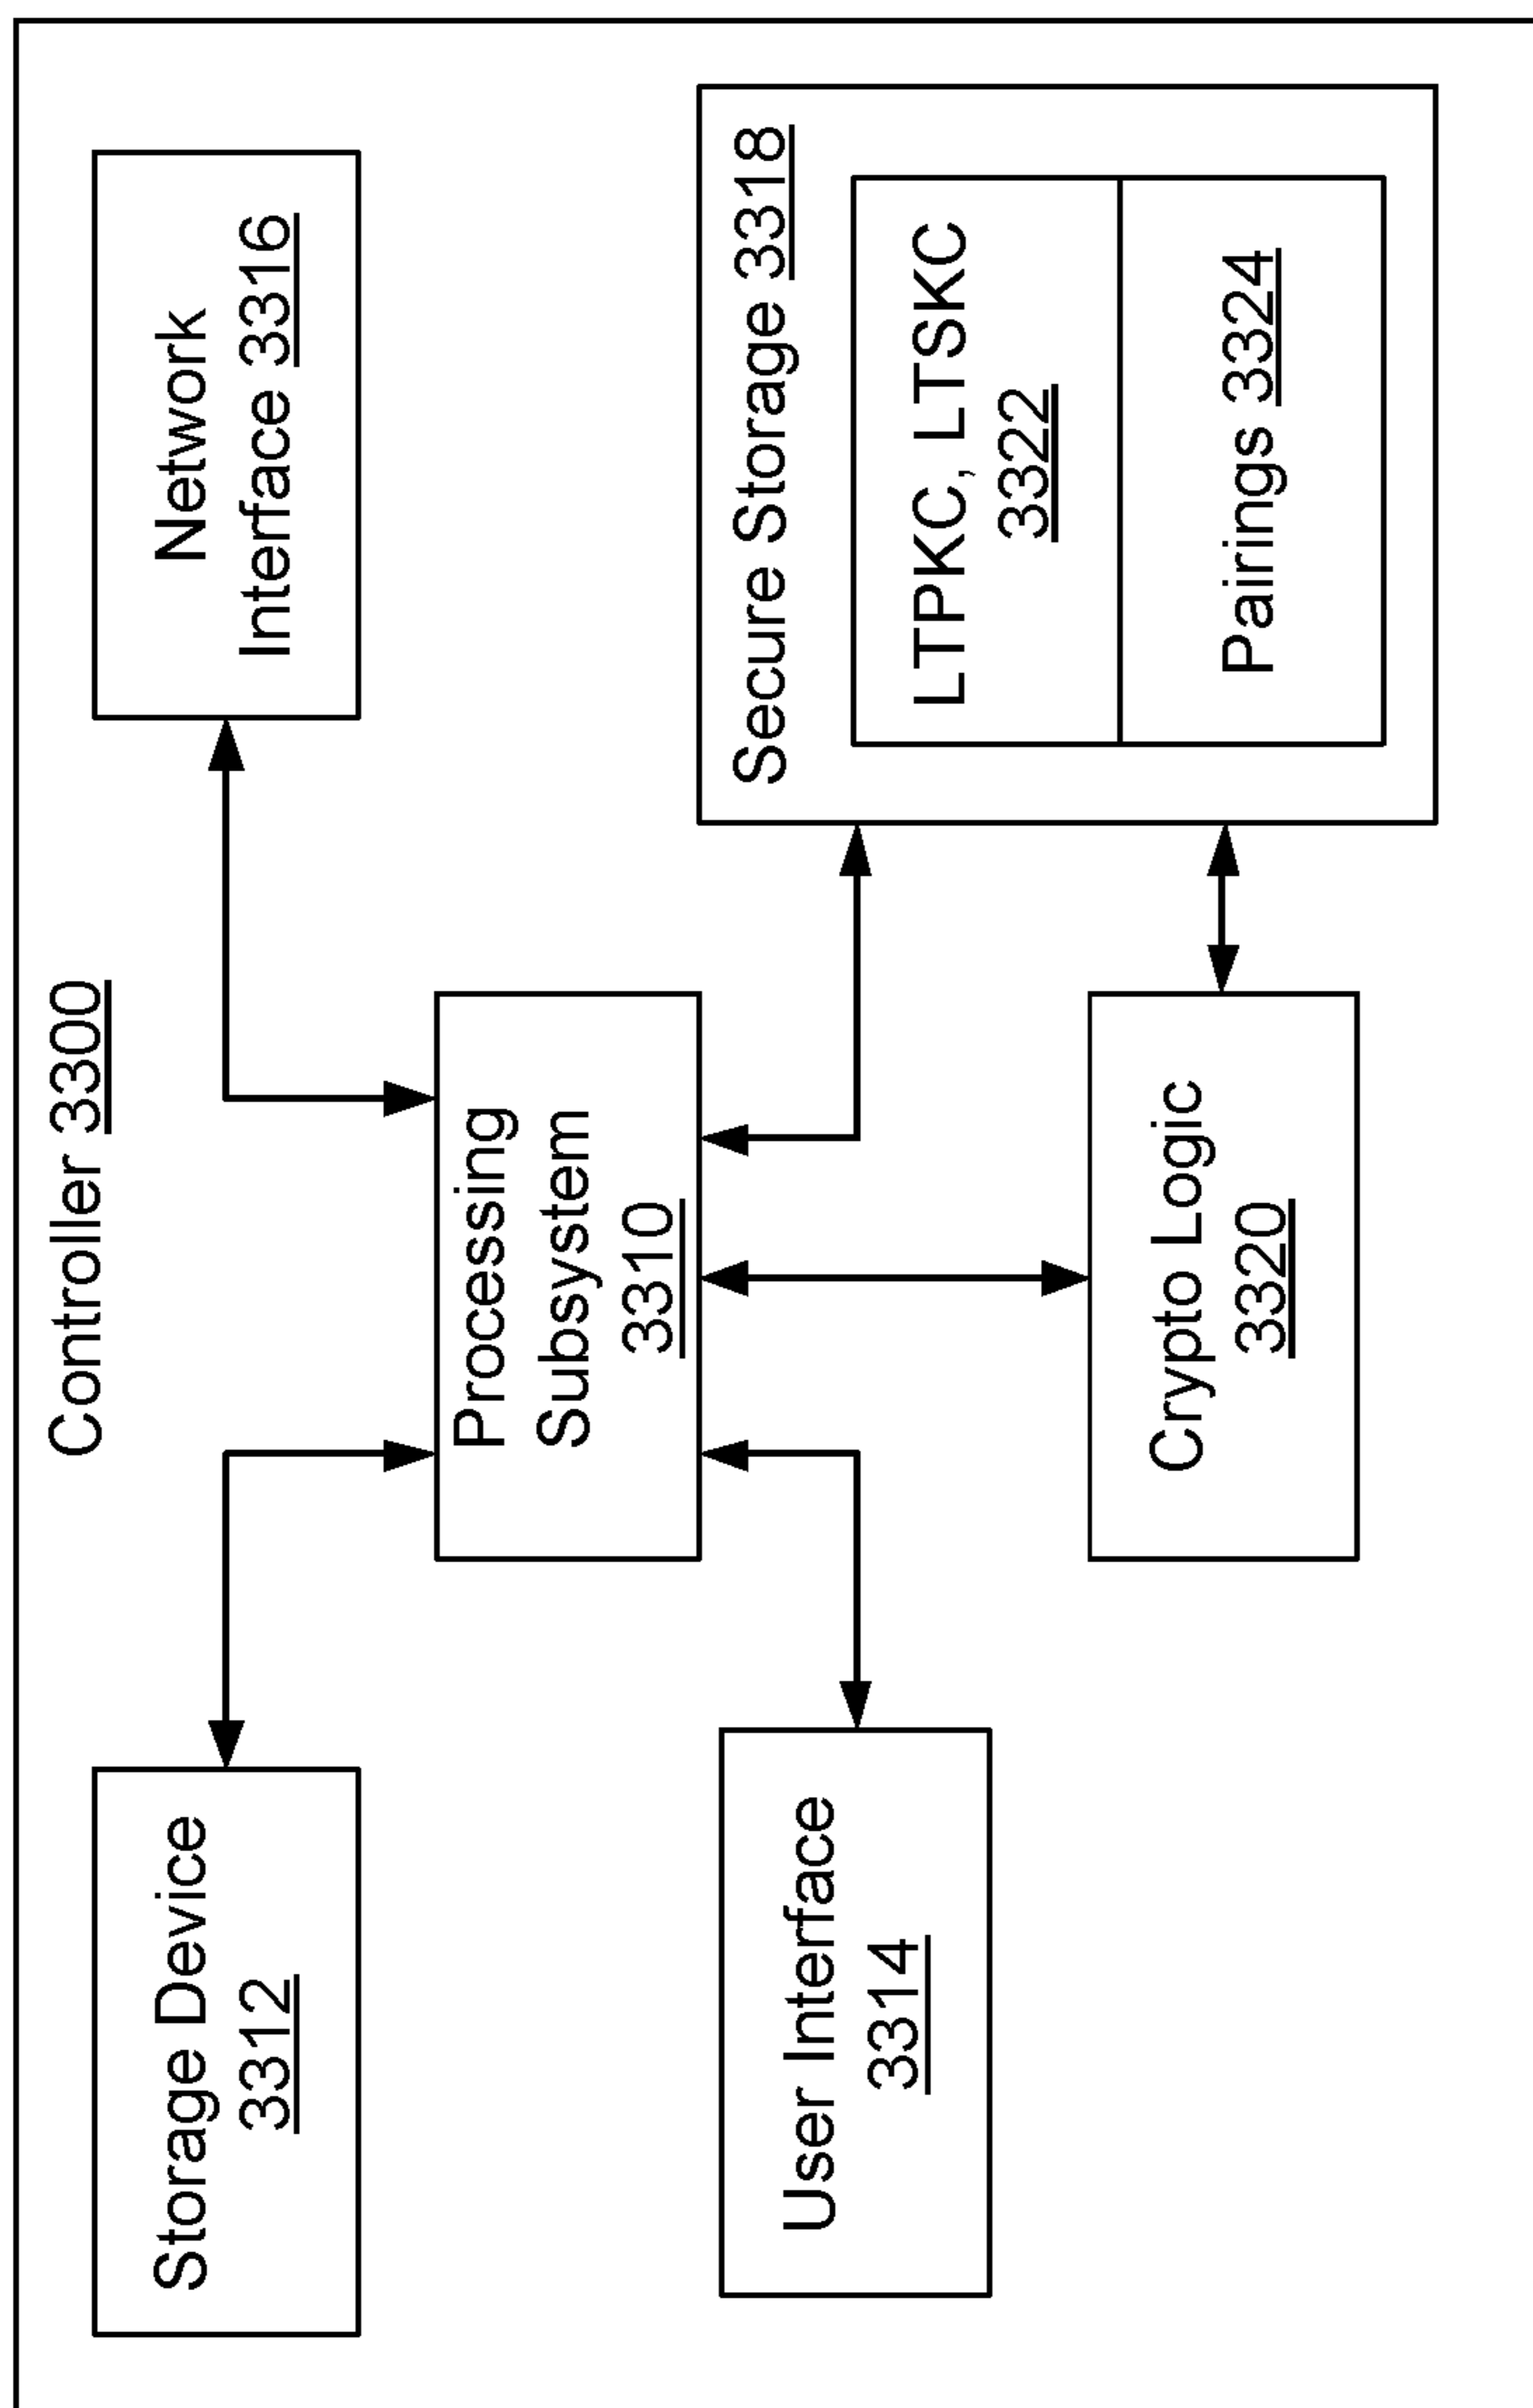 Controller 3300
Storage Device
3312
Network
Interface 3316
Processing
Subsystem
3310
User Interface
3314
Secure Storage 3318
LTPKC, LTSKC
3322
Pairings 3324
Crypto Logic
3320